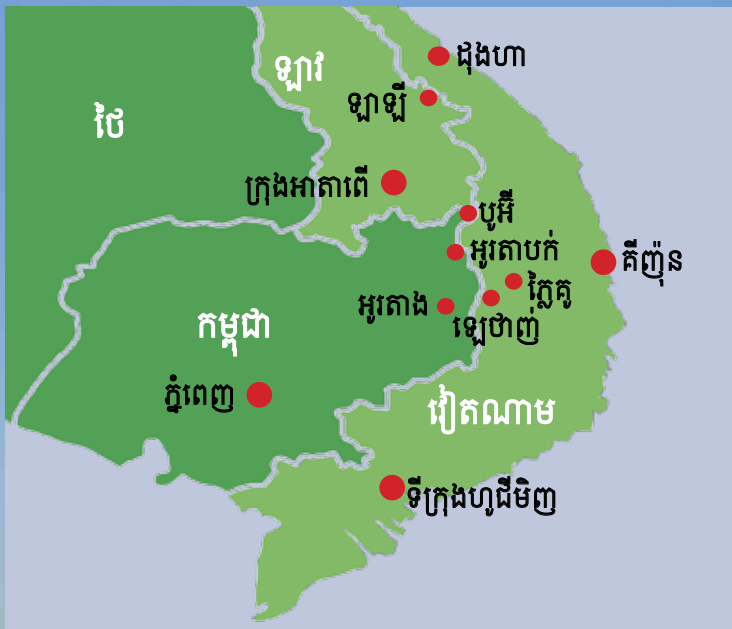 ដុងហា
ឡាវ
ឡាឡី
ថៃ
ក្រុងអាតាពើ
បូអ៊ី
អូរតាបក់
គីញ៉ុន
ភ្លៃគូ
អូរតាង
ឡេថាញ់
កម្ពុជា
ភ្នំពេញ
វៀតណាម
ទីក្រុងហូជីមិញ